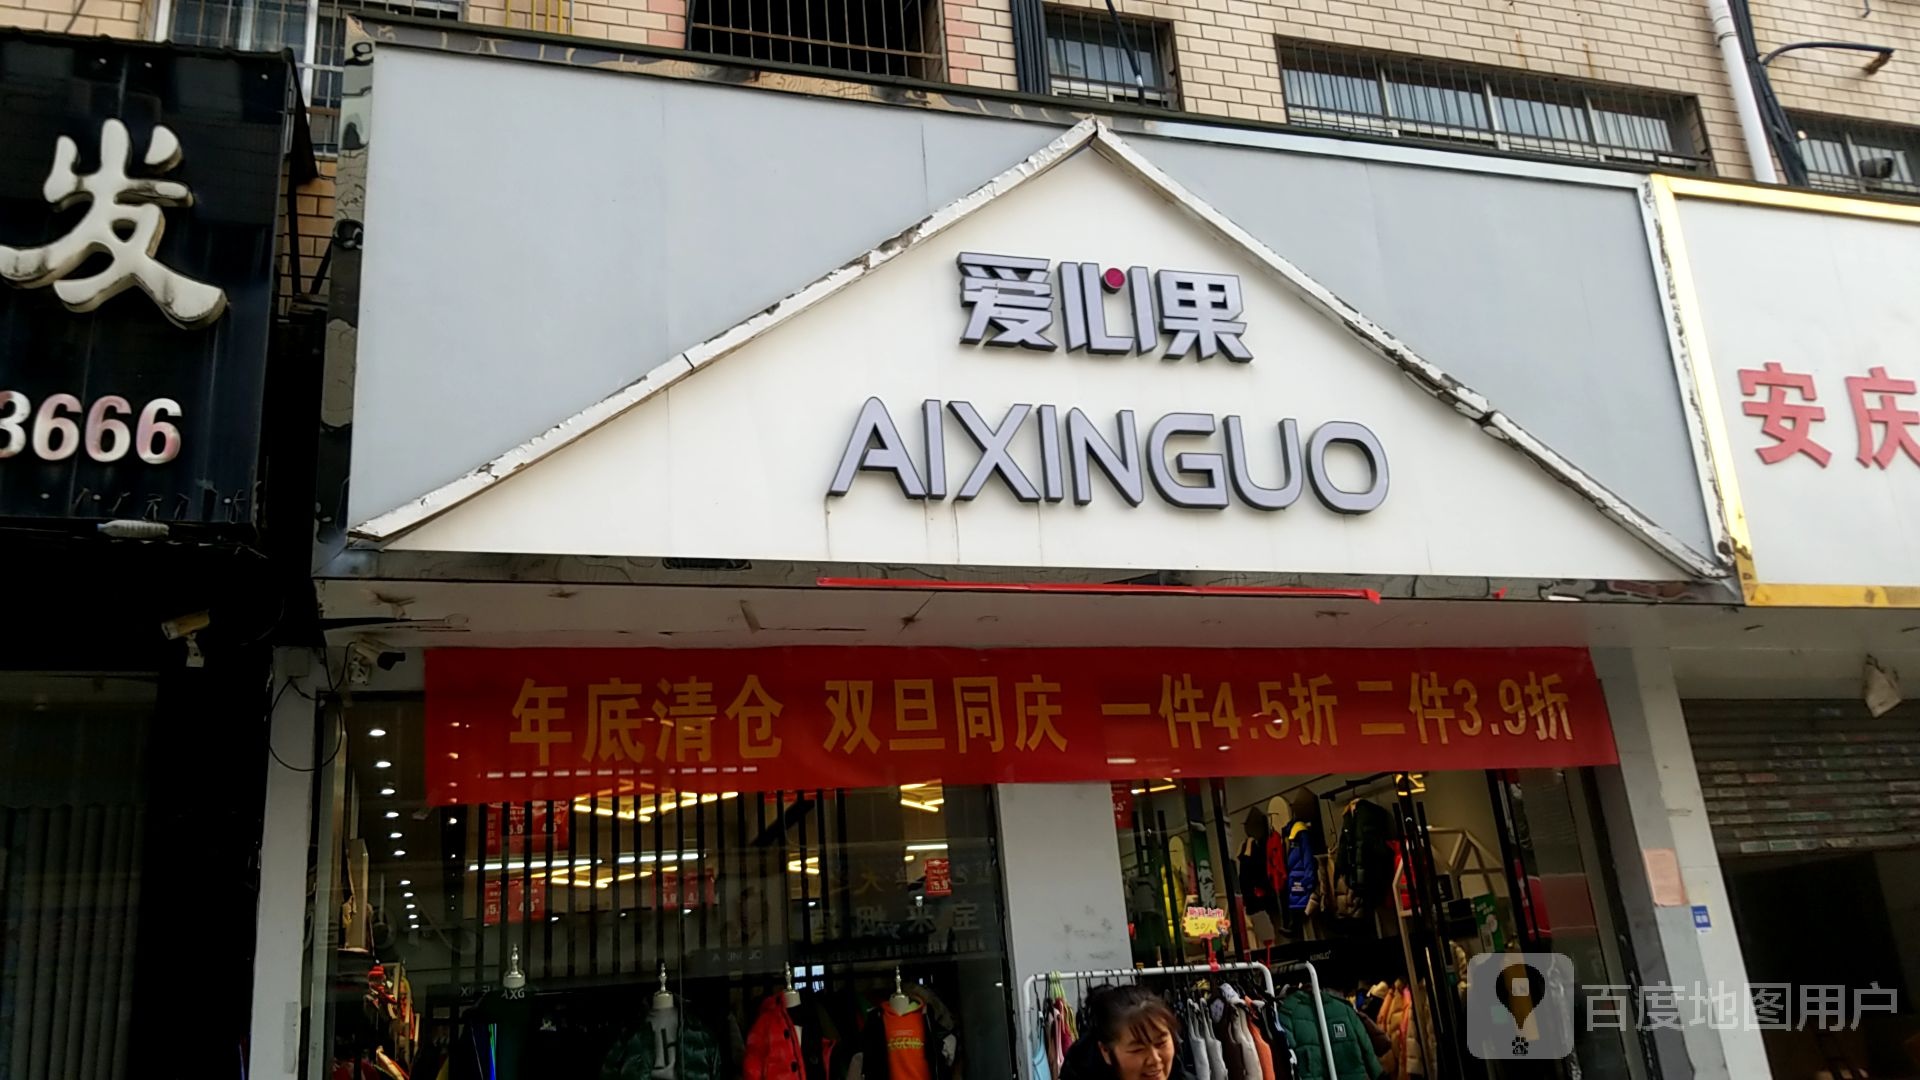 发
3666
爱心果
AIXINGUO
安庆
年底清仓 双旦同庆 一件4.5折 二件3.9折
百度地图用户